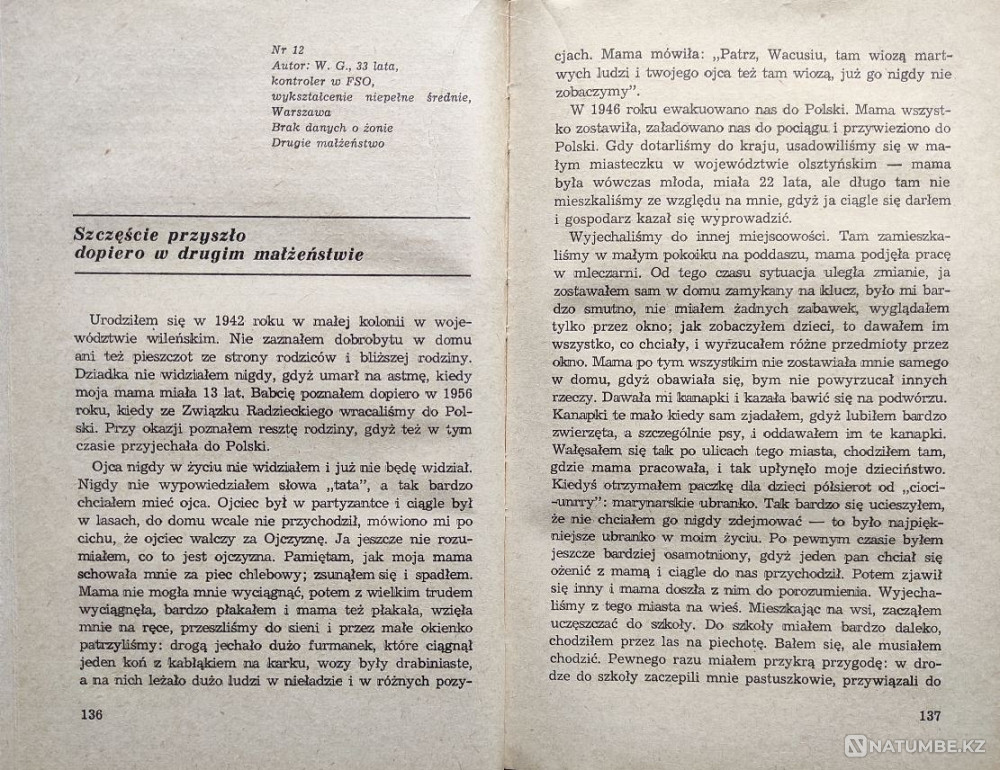 Nr 12
Autor: W. G., 33 lata,
kontroler w FSO,
wykształcenie niepełne średnie,
Warszawa
Brak danych o żonie
Drugie małżeństwo
Szczęście przyszło
dopiero w drugim małżeństwie
Urodziłem się w 1942 roku w małej kolonii w woje-
wództwie wileńskim. Nie zaznałem dobrobytu w domu
ani też pieszczot ze strony rodziców i bliższej rodziny.
Dziadka nie widziałem nigdy, gdyż umarł na astmę, kiedy
moja mama miała 13 lat. Babcię poznałem dopiero w 1956
roku, kiedy ze Związku Radzieckiego wracaliśmy do Pol-
ski. Przy okazji poznałem resztę rodziny, gdyż też w tym
czasie przyjechała do Polski.
Ojca nigdy w życiu nie widziałem i już nie będę widział.
Nigdy nie wypowiedziałem słowa „tata”, a tak bardzo
chciałem mieć ojca. Ojciec był w partyzantce i ciągle był
w lasach, do domu wcale nie przychodził, mówiono mi po
cichu, że ojciec walczy za Ojczyznę. Ja jeszcze nie rozu-
miałem, co to jest ojczyzna. Pamiętam, jak moja mama
schowała mnie za piec chlebowy; zsunąłem się i spadłem.
Mama nie mogła mnie wyciągnąć, potem z wielkim trudem
wyciągnęła, bardzo płakałem i mama też płakała, wzięła
mnie na ręce, przeszliśmy do sieni i przez małe okienko
patrzyliśmy: drogą jechało dużo furmanek, które ciągnął
jeden koń z kabłąkiem na karku, wozy były drabiniaste,
a na nich leżało dużo ludzi w nieładzie i w różnych pozy-
136
cjach. Mama mówiła: „Patrz, Wacusiu, tam wiozą mart-
wych ludzi i twojego ojca też tam wiozą, już go nigdy nie
zobaczymy”.
W 1946 roku ewakuowano nas do Polski. Mama wszyst-
ko zostawiła, załadowano nas do pociągu i przywieziono do
Polski. Gdy dotarliśmy do kraju, usadowiliśmy się w ma-
łym miasteczku w województwie olsztyńskim — mama
była wówczas młoda, miała 22 lata, ale długo tam nie
mieszkaliśmy ze względu na mnie, gdyż ja ciągle się darłem
i gospodarz kazał się wyprowadzić.
Wyjechaliśmy do innej miejscowości. Tam zamieszka-
liśmy w małym pokoiku na poddaszu, mama podjęła pracę
w mleczarni. Od tego czasu sytuacja uległa zmianie, ja
zostawałem sam w domu zamykany na klucz, było mi bar-
dzo smutno, nie miałem żadnych zabawek, wyglądałem
tylko przez okno; jak zobaczyłem dzieci, to dawałem im
wszystko, co chciały, i wyrzucałem różne przedmioty przez
okno. Mama po tym wszystkim nie zostawiała mnie samego
w domu, gdyż obawiała się, bym nie powyrzucał innych
rzeczy. Dawała mi kanapki i kazała bawić się na podwórzu.
Kanapki te mało kiedy sam zjadałem, gdyż lubiłem bardzo
zwierzęta, a szczególnie psy, i oddawałem im te kanapki.
Wałęsałem się tak po ulicach tego miasta, chodziłem tam,
gdzie mama pracowała, i tak upłynęło moje dzieciństwo.
Kiedyś otrzymałem paczkę dla dzieci półsierot od „cioci-
-unrry”: marynarskie ubranko. Tak bardzo się ucieszyłem,
że nie chciałem go nigdy zdejmować — to było najpięk-
niejsze ubranko w moim życiu. Po pewnym czasie byłem
jeszcze bardziej osamotniony, gdyż jeden pan chciał się
ożenić z mamą i ciągle do nas przychodził. Potem zjawił
się inny i mama doszła z nim do porozumienia. Wyjecha-
liśmy z tego miasta na wieś. Mieszkając na wsi, zacząłem
uczęszczać do szkoły. Do szkoły miałem bardzo daleko,
chodziłem przez las na piechotę. Bałem się, ale musiałem
chodzić. Pewnego razu miałem przykrą przygodę: w dro-
dze do szkoły zaczepili mnie pastuszkowie, przywiązali do
137
NATUMBE.KZ